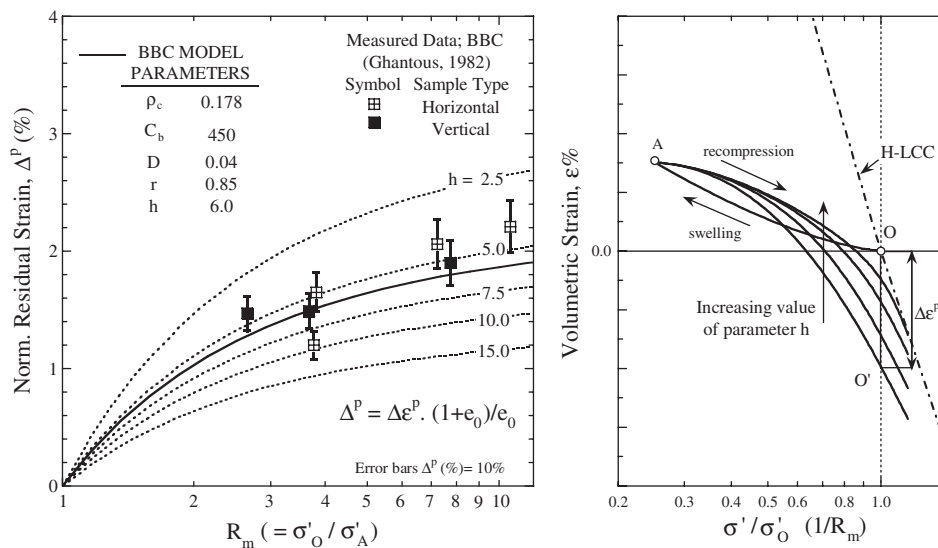 4
3
2
1
0
Norm. Residual Strain, Δᵖ (%)
BBC MODEL
PARAMETERS
ρc 0.178
Cb 450
D 0.04
r 0.85
h 6.0
Measured Data; BBC
(Ghantous, 1982)
Symbol Sample Type
Horizontal
Vertical
h = 2.5
5.0
7.5
10.0
15.0
Δᵖ = Δεᵖ. (1+e₀)/e₀
Error bars Δᵖ (%)= 10%
1 2 3 4 5 6 7 8 9 10
Rm ( = σ'O / σ'A)
Volumetric Strain, ε%
0.0
A
recompression
swelling
H-LCC
O
Increasing value
of parameter h
Δεᵖ
O'
0.2 0.3 0.4 0.6 0.8 1.0
σ'/σ'O (1/Rm)